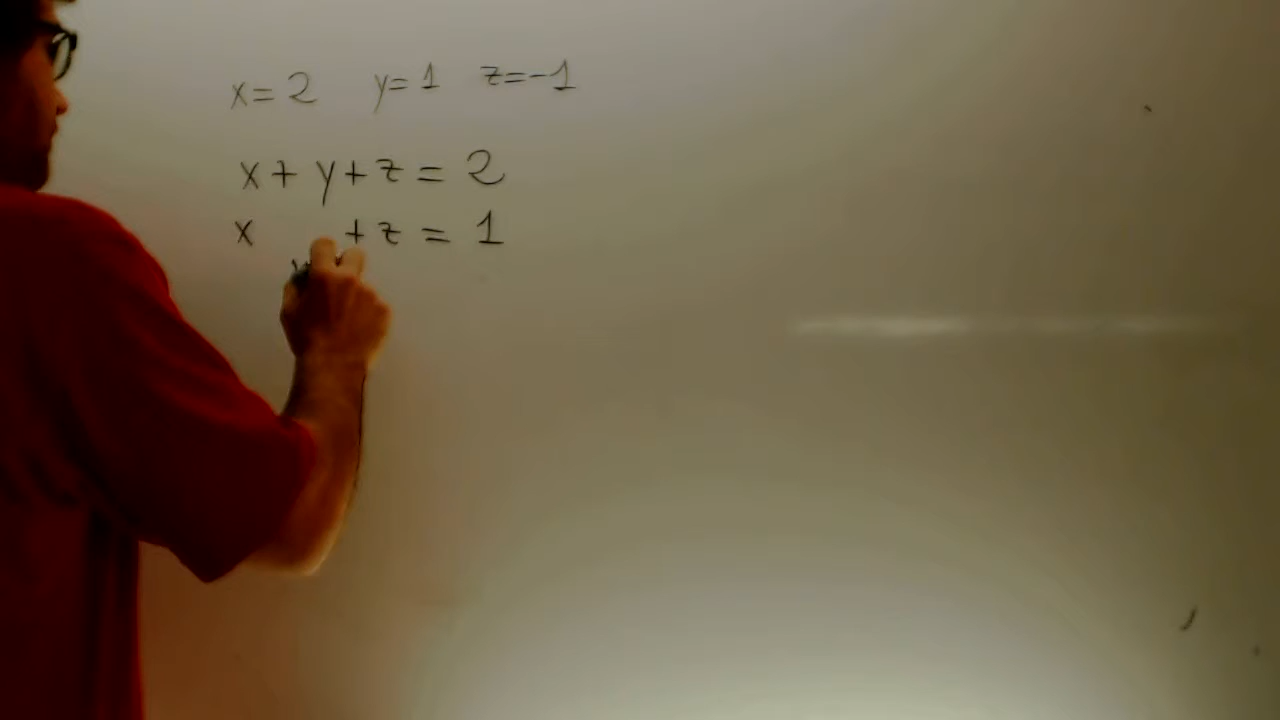 x=2 y=1 z=-1
x+y+z=2
x +z=1